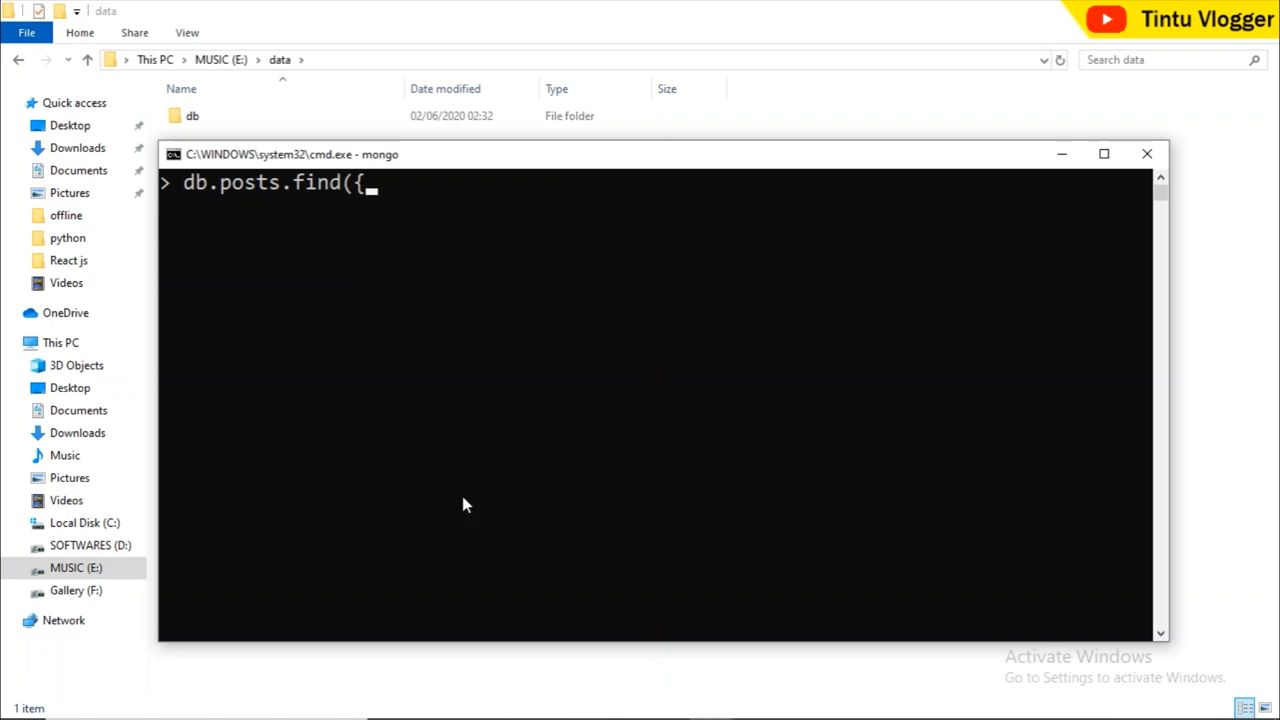 data
Tintu Vlogger
File
Home
Share
View
This PC
MUSIC (E:)
data
Search data
Name
Date modified
Type
Size
db
02/06/2020 02:32
File folder
Quick access
Desktop
Downloads
Documents
Pictures
offline
python
React js
Videos
OneDrive
This PC
3D Objects
Desktop
Documents
Downloads
Music
Pictures
Videos
Local Disk (C:)
SOFTWARES (D:)
MUSIC (E:)
Gallery (F:)
Network
C:\WINDOWS\system32\cmd.exe - mongo
> db.posts.find({_
Activate Windows
Go to Settings to activate Windows.
1 item